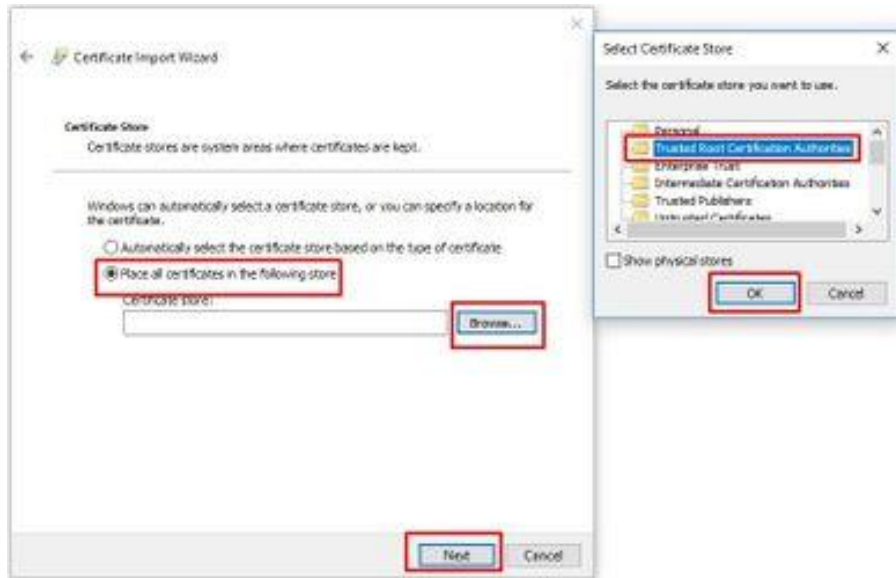 Certificate Import Wizard
Certificate Store
Certificate stores are system areas where certificates are kept.
Windows can automatically select a certificate store, or you can specify a location for
the certificate.
Automatically select the certificate store based on the type of certificate
Place all certificates in the following store
Certificate store:
Browse...
Next
Cancel
Select Certificate Store
Select the certificate store you want to use.
Personal
Trusted Root Certification Authorities
Enterprise Trust
Intermediate Certification Authorities
Trusted Publishers
Untrusted Certificates
Show physical stores
OK
Cancel